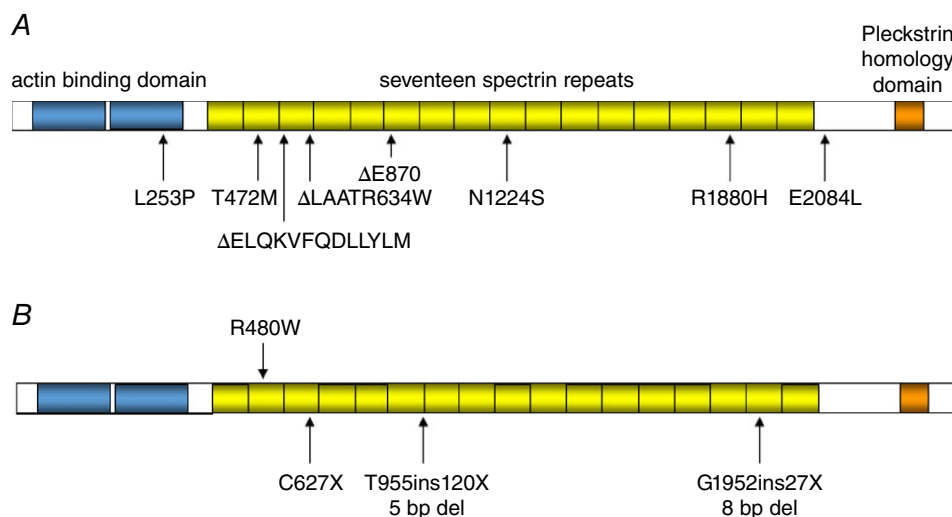 A
Pleckstrin
homology
domain
actin binding domain
seventeen spectrin repeats
ΔE870
L253P
T472M
ΔLAATR634W
N1224S
R1880H
E2084L
ΔELQKVFQDLLYLM
B
R480W
C627X
T955ins120X
5 bp del
G1952ins27X
8 bp del